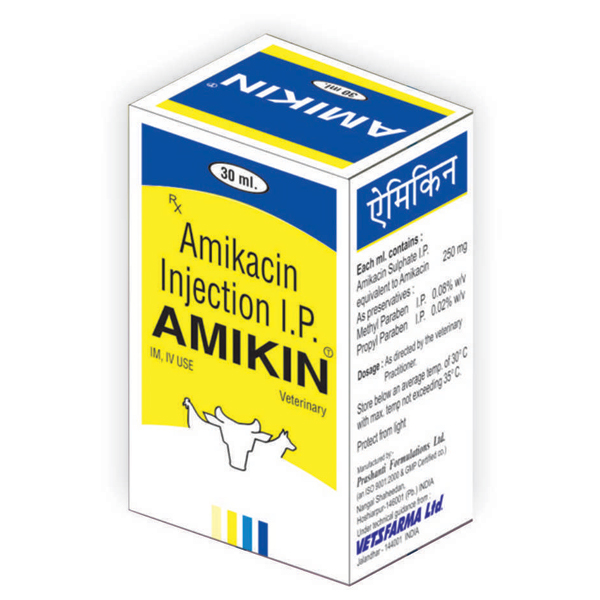 30 ml.
AMIKIN®
30 ml.
Rx
Amikacin
Injection I.P.
AMIKIN
IM, IV USE
Veterinary
ऐमिकिन
Each ml. contains :
Amikacin Sulphate I.P.
equivalent to Amikacin 250 mg
As preservatives :
Methyl Paraben I.P. 0.08% w/v
Propyl Paraben I.P. 0.02% w/v
Dosage : As directed by the veterinary
Practitioner.
Store below an average temp. of 30°C
with max. temp not exceeding 35°C.
Protect from light
Manufactured by:-
Prashanti Formulations Ltd.
(an ISO 9001:2000 & GMP Certified co.)
Nangal Shaheedan,
Hoshiarpur-146001 (Pb.) INDIA
Under technical guidance from :
VETSFARMA Ltd.
Jalandhar - 144001 INDIA